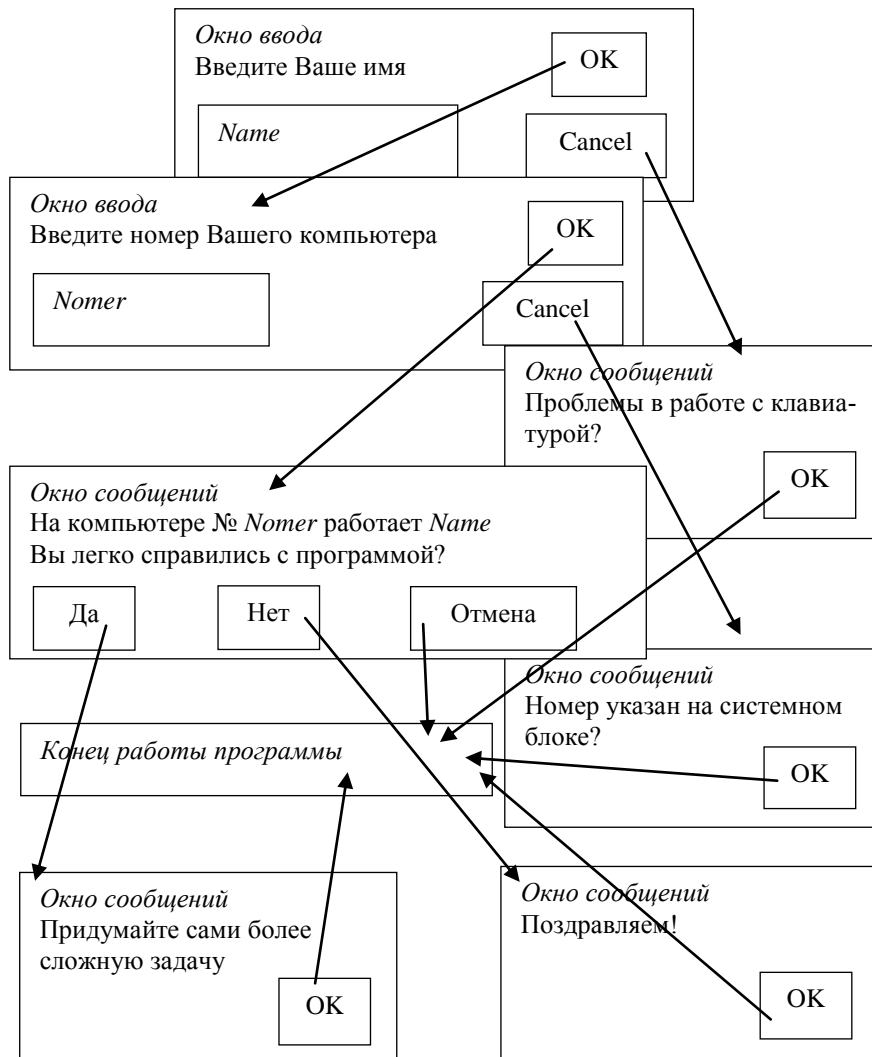 Окно ввода
Введите Ваше имя
OK
Name
Cancel
Окно ввода
Введите номер Вашего компьютера
OK
Nomer
Cancel
Окно сообщений
Проблемы в работе с клавиа-
турой?
OK
Окно сообщений
На компьютере № Nomer работает Name
Вы легко справились с программой?
Да
Нет
Отмена
Окно сообщений
Номер указан на системном
блоке?
OK
Конец работы программы
Окно сообщений
Придумайте сами более
сложную задачу
OK
Окно сообщений
Поздравляем!
OK